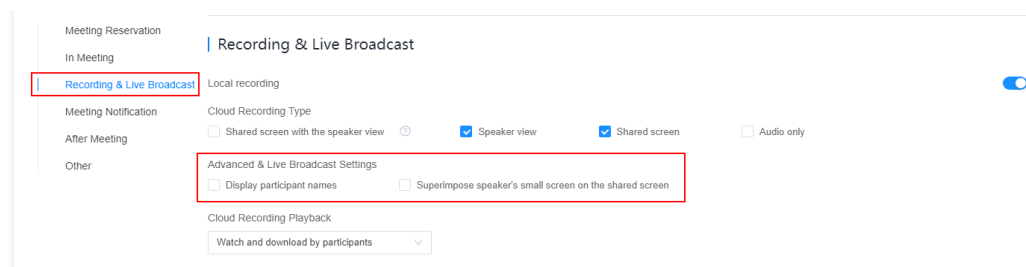 Meeting Reservation
In Meeting
Recording & Live Broadcast
Meeting Notification
After Meeting
Other
Recording & Live Broadcast
Local recording
Cloud Recording Type
Shared screen with the speaker view ? Speaker view Shared screen Audio only
Advanced & Live Broadcast Settings
Display participant names Superimpose speaker's small screen on the shared screen
Cloud Recording Playback
Watch and download by participants